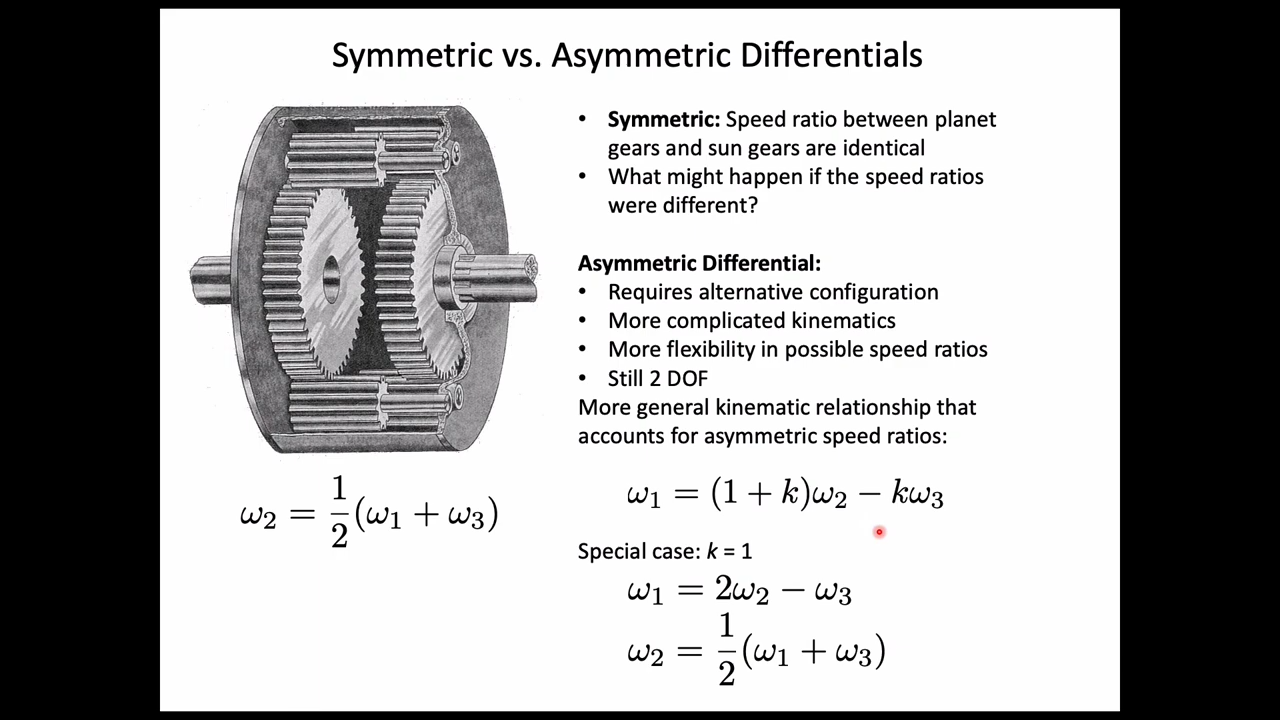 Symmetric vs. Asymmetric Differentials
• Symmetric: Speed ratio between planet
gears and sun gears are identical
• What might happen if the speed ratios
were different?
Asymmetric Differential:
• Requires alternative configuration
• More complicated kinematics
• More flexibility in possible speed ratios
• Still 2 DOF
More general kinematic relationship that
accounts for asymmetric speed ratios:
ω₁ = (1 + k)ω₂ − kω₃
ω₂ = 1/2(ω₁ + ω₃)
Special case: k = 1
ω₁ = 2ω₂ − ω₃
ω₂ = 1/2(ω₁ + ω₃)